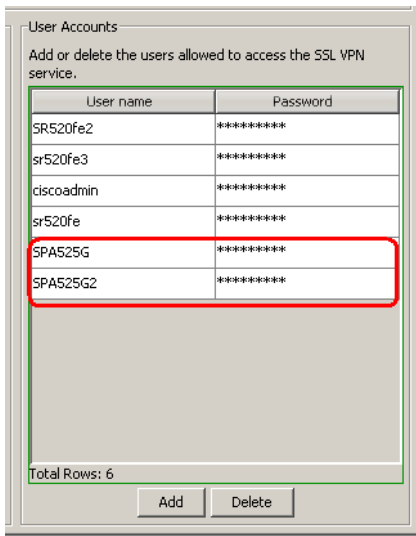 User Accounts
Add or delete the users allowed to access the SSL VPN
service.
User name Password
SR520fe2 *********
sr520fe3 *********
ciscoadmin *********
sr520fe *********
SPA525G *********
SPA525G2 *********
Total Rows: 6
Add Delete